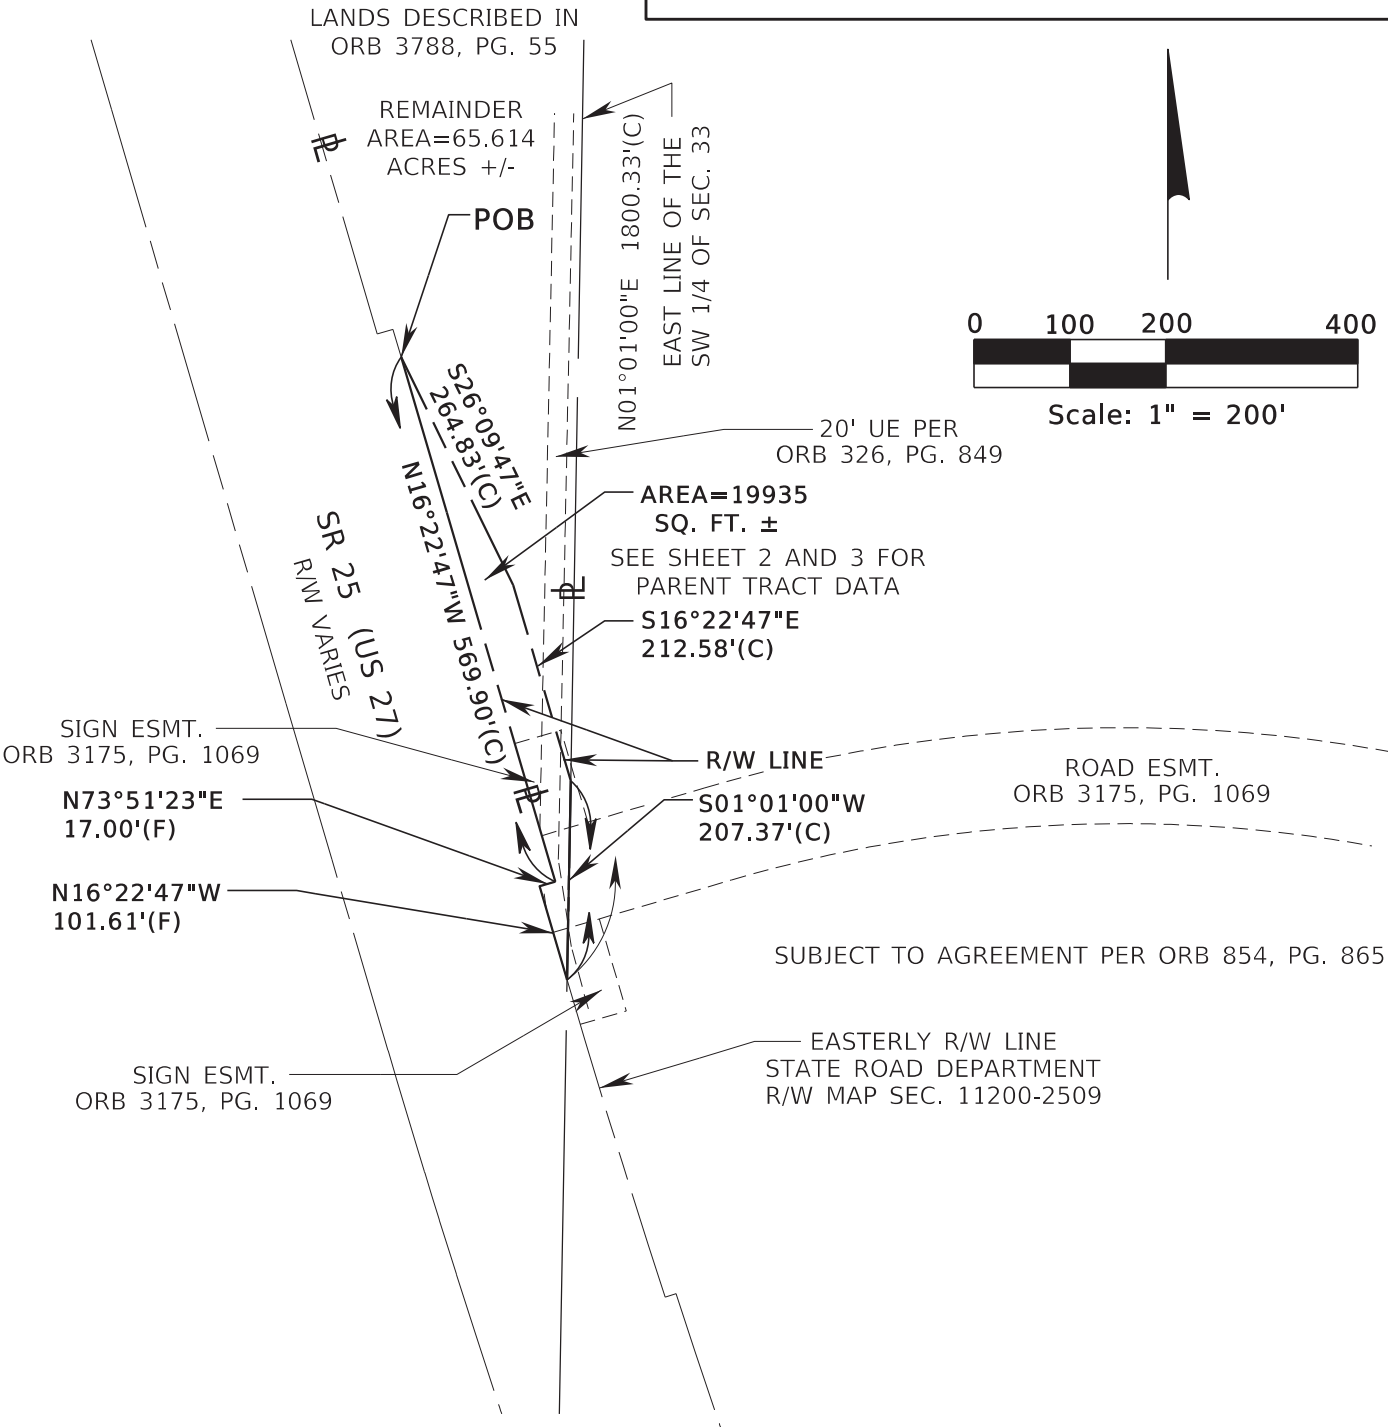 LANDS DESCRIBED IN
ORB 3788, PG. 55
REMAINDER
AREA=65.614
ACRES +/-
PL
POB
N01°01'00"E 1800.33'(C)
EAST LINE OF THE
SW 1/4 OF SEC. 33
0 100 200 400
Scale: 1" = 200'
S26°09'47"E
264.83'(C)
20' UE PER
ORB 326, PG. 849
N16°22'47"W 569.90'(C)
AREA=19935
SQ. FT. ±
SEE SHEET 2 AND 3 FOR
PARENT TRACT DATA
PL
SR 25 (US 27)
R/W VARIES
S16°22'47"E
212.58'(C)
SIGN ESMT.
ORB 3175, PG. 1069
R/W LINE
ROAD ESMT.
ORB 3175, PG. 1069
PL
N73°51'23"E
17.00'(F)
S01°01'00"W
207.37'(C)
N16°22'47"W
101.61'(F)
SUBJECT TO AGREEMENT PER ORB 854, PG. 865
EASTERLY R/W LINE
STATE ROAD DEPARTMENT
R/W MAP SEC. 11200-2509
SIGN ESMT.
ORB 3175, PG. 1069